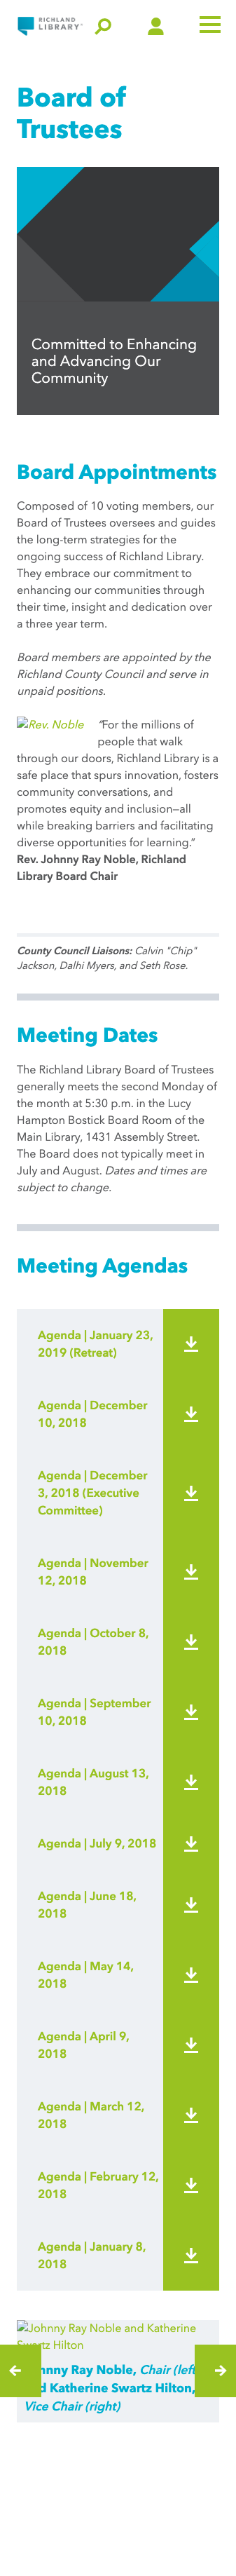 RICHLAND
LIBRARY
Board of
Trustees
Committed to Enhancing
and Advancing Our
Community
Board Appointments
Composed of 10 voting members, our
Board of Trustees oversees and guides
the long-term strategies for the
ongoing success of Richland Library.
They embrace our commitment to
enhancing our communities through
their time, insight and dedication over
a three year term.
Board members are appointed by the
Richland County Council and serve in
unpaid positions.
Rev. Noble
“For the millions of
people that walk
through our doors, Richland Library is a
safe place that spurs innovation, fosters
community conversations, and
promotes equity and inclusion—all
while breaking barriers and facilitating
diverse opportunities for learning.”
Rev. Johnny Ray Noble, Richland
Library Board Chair
County Council Liaisons: Calvin "Chip"
Jackson, Dalhi Myers, and Seth Rose.
Meeting Dates
The Richland Library Board of Trustees
generally meets the second Monday of
the month at 5:30 p.m. in the Lucy
Hampton Bostick Board Room of the
Main Library, 1431 Assembly Street.
The Board does not typically meet in
July and August. Dates and times are
subject to change.
Meeting Agendas
Agenda | January 23,
2019 (Retreat)
Agenda | December
10, 2018
Agenda | December
3, 2018 (Executive
Committee)
Agenda | November
12, 2018
Agenda | October 8,
2018
Agenda | September
10, 2018
Agenda | August 13,
2018
Agenda | July 9, 2018
Agenda | June 18,
2018
Agenda | May 14,
2018
Agenda | April 9,
2018
Agenda | March 12,
2018
Agenda | February 12,
2018
Agenda | January 8,
2018
Johnny Ray Noble and Katherine
Swartz Hilton
Johnny Ray Noble, Chair (left)
and Katherine Swartz Hilton,
Vice Chair (right)